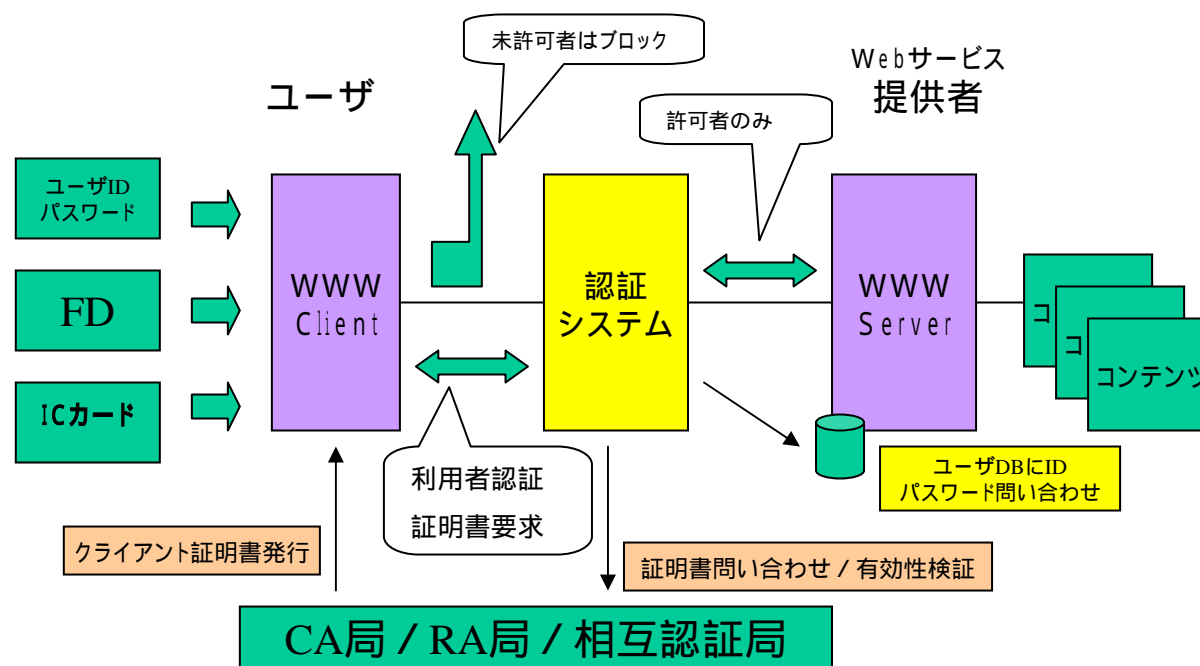 未許可者はブロック
Webサービス
提供者
ユーザ
許可者のみ
ユーザID
パスワード
FD
ICカード
WWW
Client
認証
システム
WWW
Server
コ
コ
コンテンツ
利用者認証
証明書要求
ユーザDBにID
パスワード問い合わせ
クライアント証明書発行
証明書問い合わせ / 有効性検証
CA局 / RA局 / 相互認証局